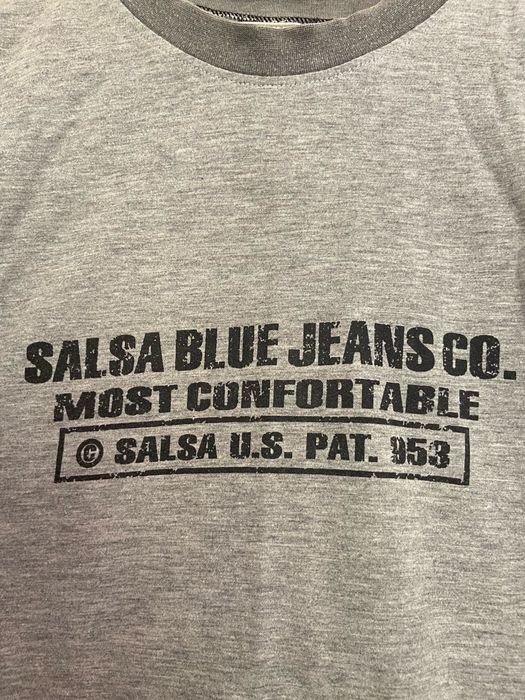 SALSA BLUE JEANS CO.
MOST CONFORTABLE
© SALSA U.S. PAT. 953